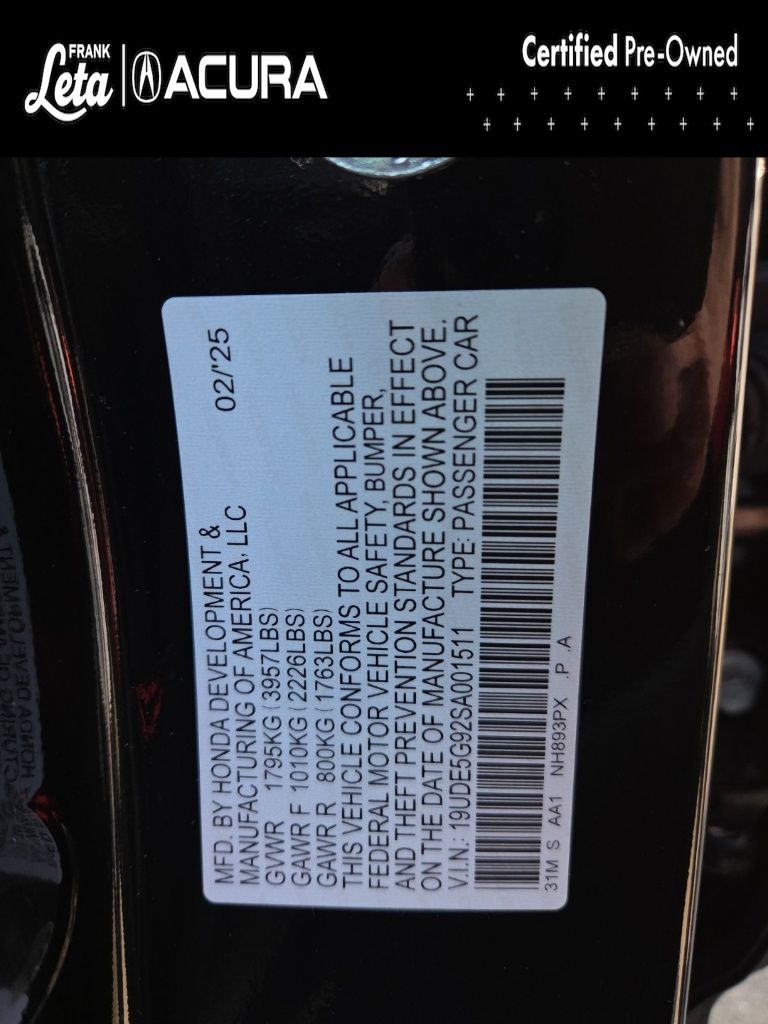 FRANK
Leta
ACURA
Certified Pre-Owned
02/'25
MFD. BY HONDA DEVELOPMENT &
MANUFACTURING OF AMERICA, LLC
GVWR 1795KG (3957LBS)
GAWR F 1010KG (2226LBS)
GAWR R 800KG (1763LBS)
THIS VEHICLE CONFORMS TO ALL APPLICABLE
FEDERAL MOTOR VEHICLE SAFETY, BUMPER,
AND THEFT PREVENTION STANDARDS IN EFFECT
ON THE DATE OF MANUFACTURE SHOWN ABOVE.
V.I.N.: 19UDE5G92SA001511 TYPE: PASSENGER CAR
31M S AA1 NH893PX .P .A